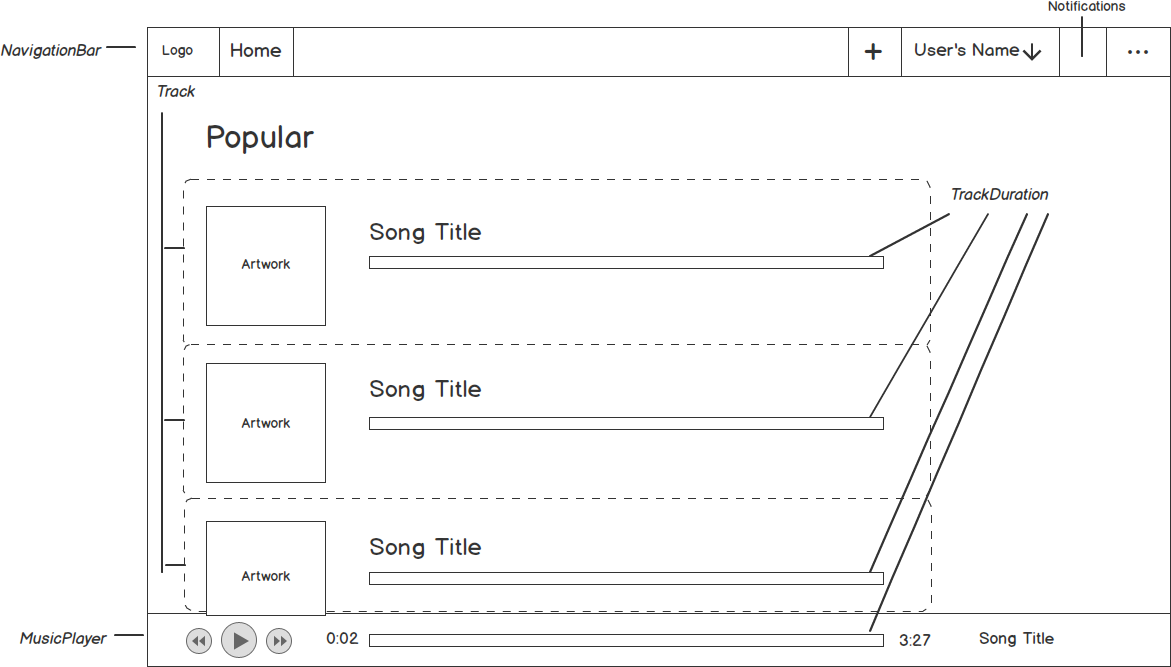 Notifications
NavigationBar
Logo
Home
+
User's Name
...
Track
Popular
TrackDuration
Song Title
Artwork
Song Title
Artwork
Song Title
Artwork
MusicPlayer
0:02
3:27
Song Title